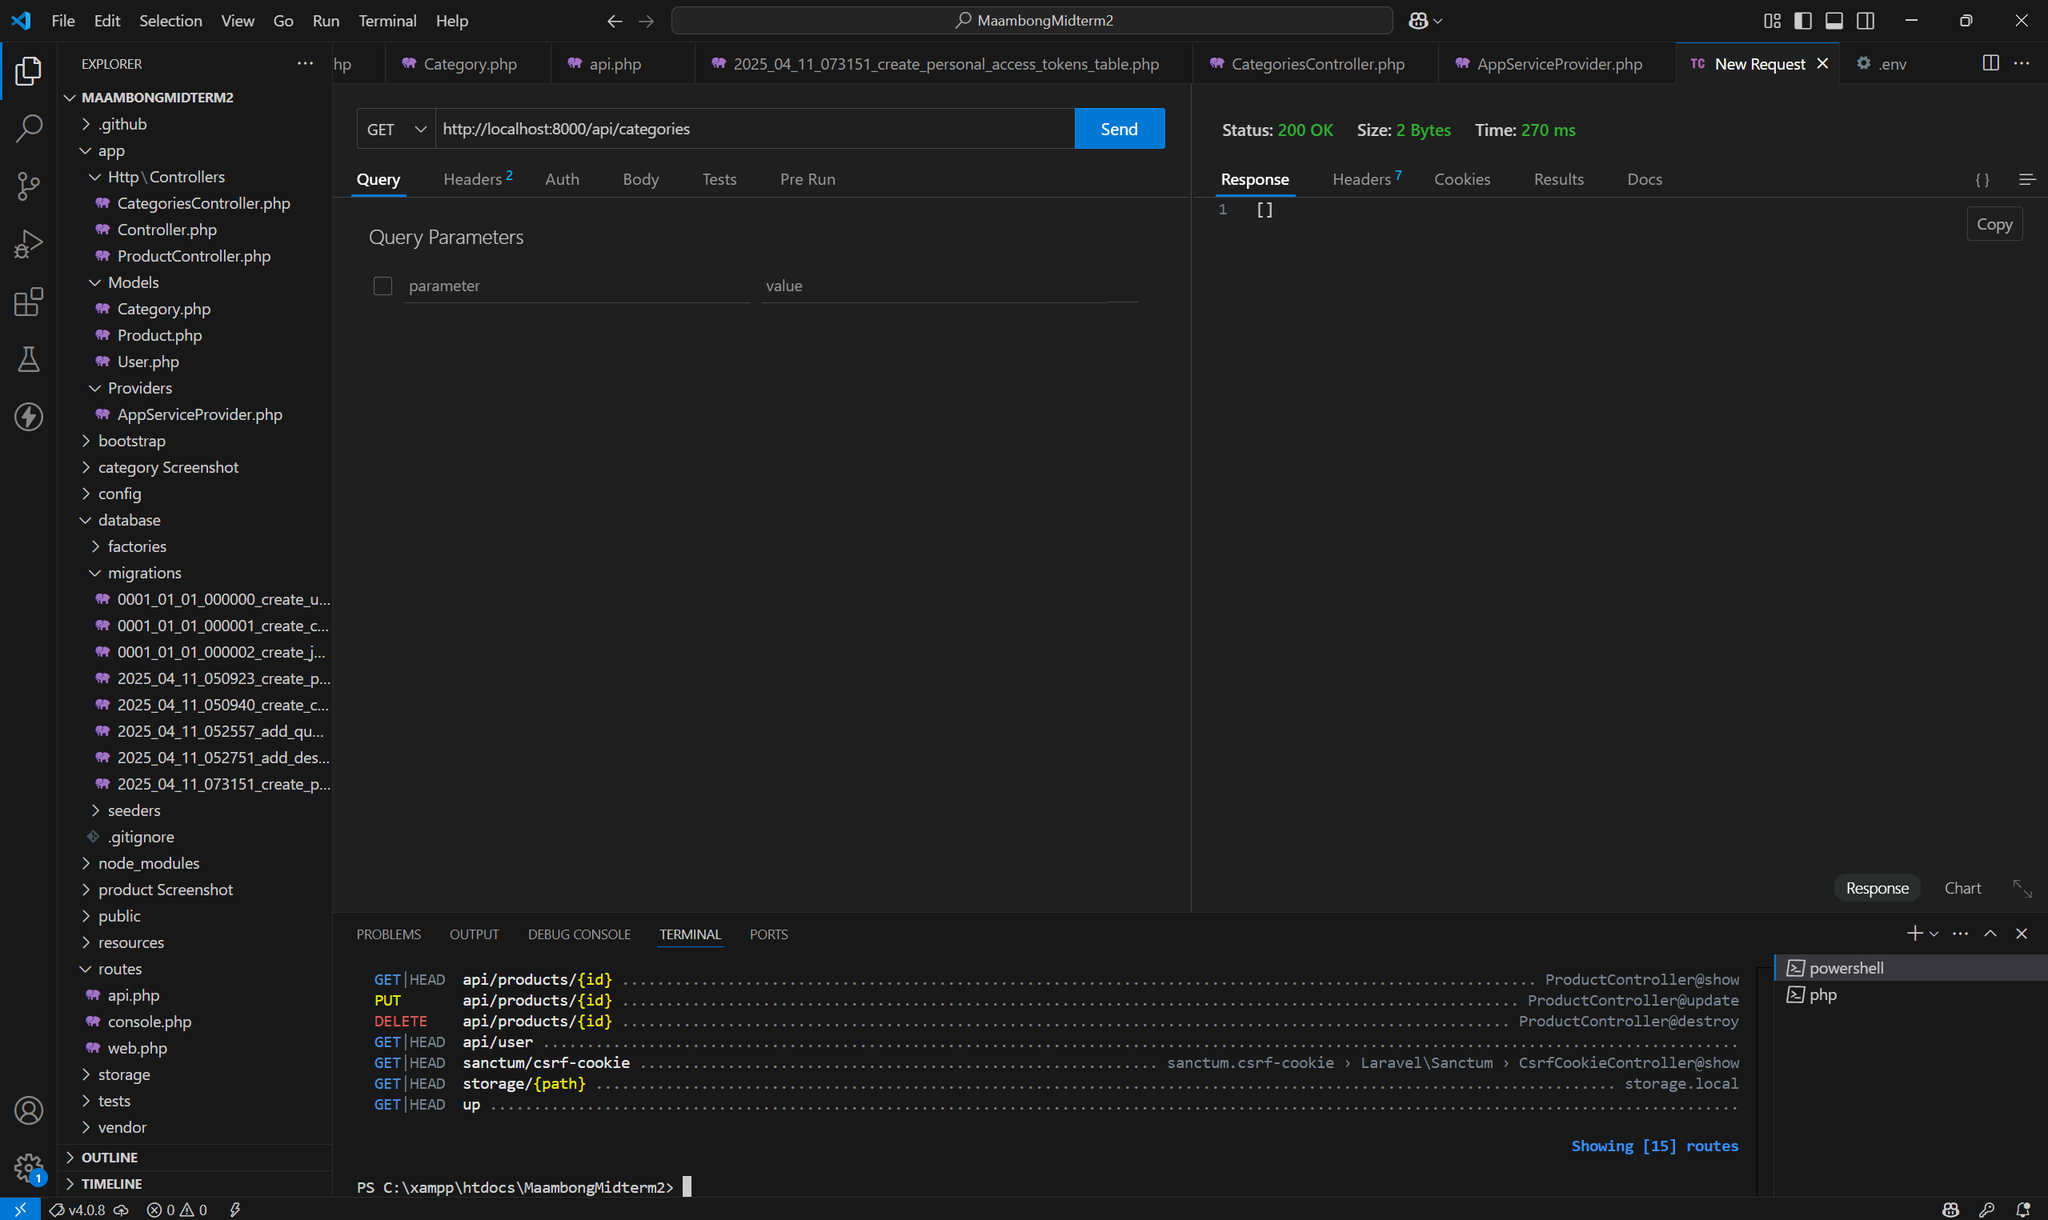 File Edit Selection View Go Run Terminal Help
MaambongMidterm2
EXPLORER
hp
Category.php
api.php
2025_04_11_073151_create_personal_access_tokens_table.php
CategoriesController.php
AppServiceProvider.php
TC New Request
.env
MAAMBONGMIDTERM2
.github
app
Http\Controllers
CategoriesController.php
Controller.php
ProductController.php
Models
Category.php
Product.php
User.php
Providers
AppServiceProvider.php
bootstrap
category Screenshot
config
database
factories
migrations
0001_01_01_000000_create_u...
0001_01_01_000001_create_c...
0001_01_01_000002_create_j...
2025_04_11_050923_create_p...
2025_04_11_050940_create_c...
2025_04_11_052557_add_qu...
2025_04_11_052751_add_des...
2025_04_11_073151_create_p...
seeders
.gitignore
node_modules
product Screenshot
public
resources
routes
api.php
console.php
web.php
storage
tests
vendor
OUTLINE
TIMELINE
GET http://localhost:8000/api/categories Send
Query Headers 2 Auth Body Tests Pre Run
Query Parameters
parameter value
Status: 200 OK Size: 2 Bytes Time: 270 ms
Response Headers 7 Cookies Results Docs { }
1 []
Copy
Response Chart
PROBLEMS OUTPUT DEBUG CONSOLE TERMINAL PORTS
GET|HEAD api/products/{id} ProductController@show
PUT api/products/{id} ProductController@update
DELETE api/products/{id} ProductController@destroy
GET|HEAD api/user
GET|HEAD sanctum/csrf-cookie sanctum.csrf-cookie › Laravel\Sanctum › CsrfCookieController@show
GET|HEAD storage/{path} storage.local
GET|HEAD up
Showing [15] routes
PS C:\xampp\htdocs\MaambongMidterm2>
powershell
php
1
v4.0.8 0 0